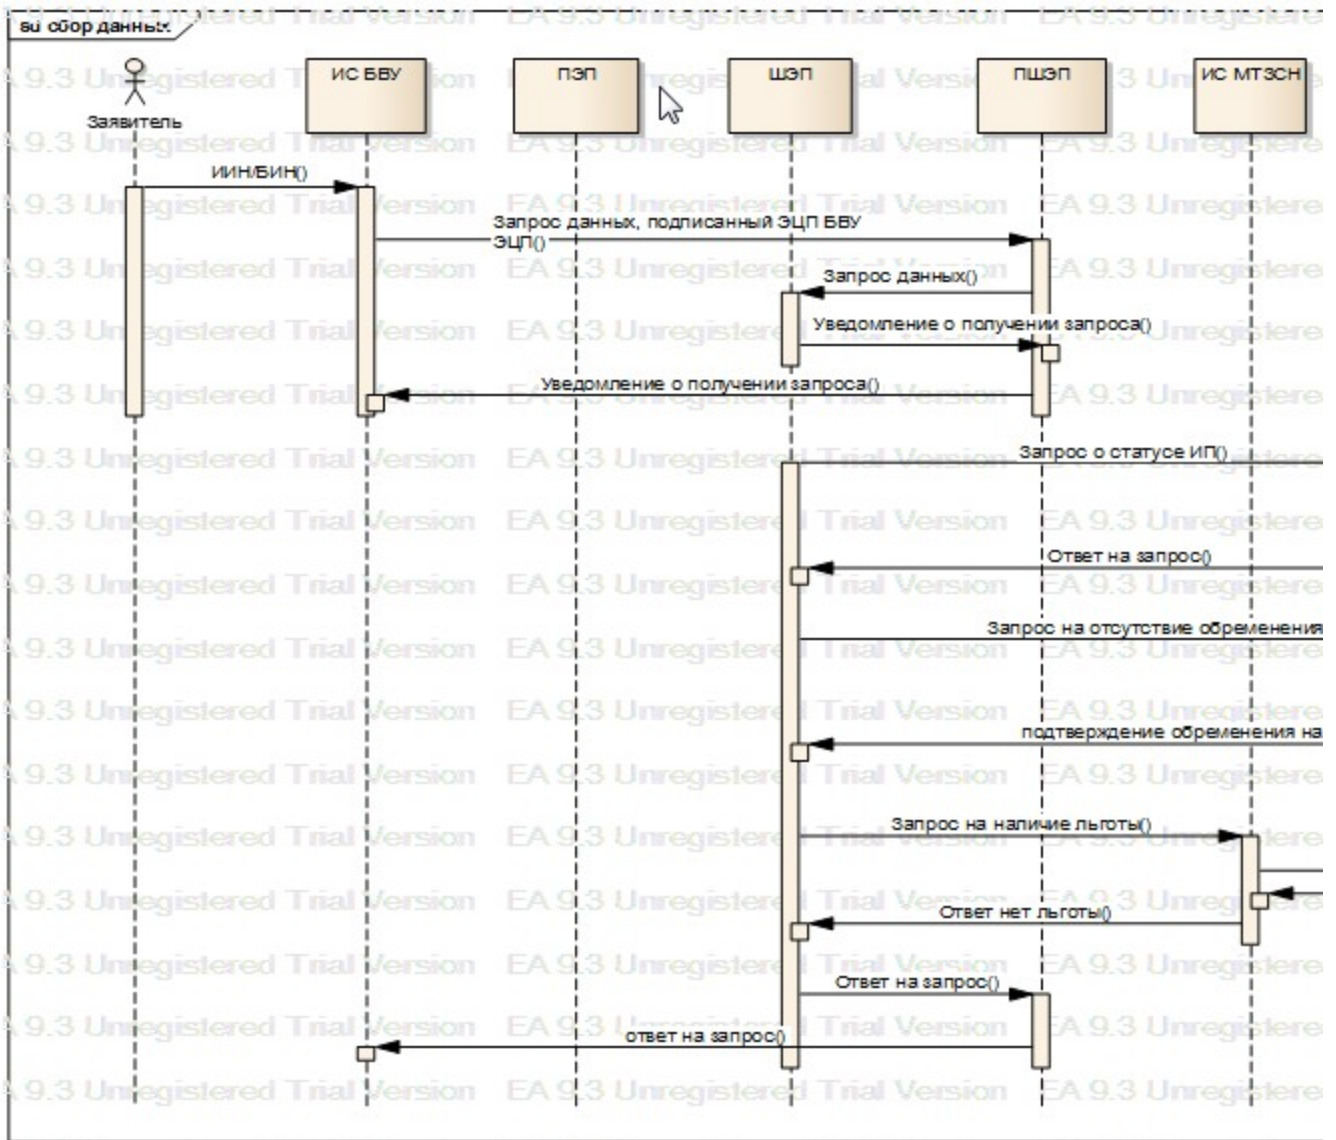 sd сбор данных
ИС БВУ
ПЭП
ШЭП
ПШЭП
ИС МТЗСН
Заявитель
ИИН/БИН()
Запрос данных, подписанный ЭЦП БВУ
ЭЦП()
Запрос данных()
Уведомление о получении запроса()
Уведомление о получении запроса()
Запрос о статусе ИП()
Ответ на запрос()
Запрос на отсутствие обременения
подтверждение обременения на
Запрос на наличие льготы()
Ответ нет льготы()
Ответ на запрос()
ответ на запрос()
EA 9.3 Unregistered Trial Version